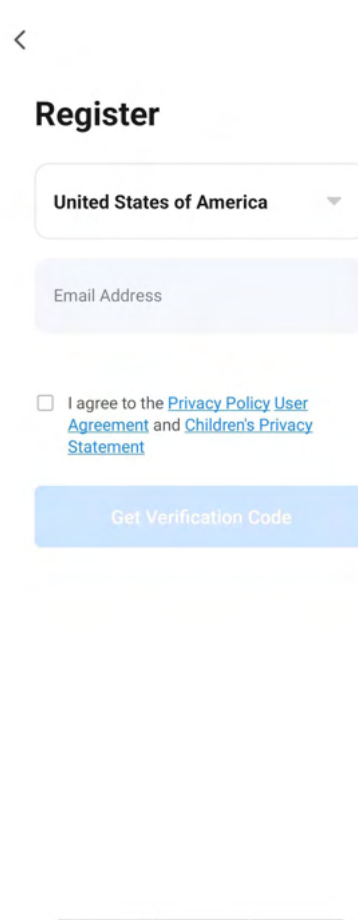 Register
United States of America
Email Address
I agree to the Privacy Policy User
Agreement and Children's Privacy
Statement
Get Verification Code